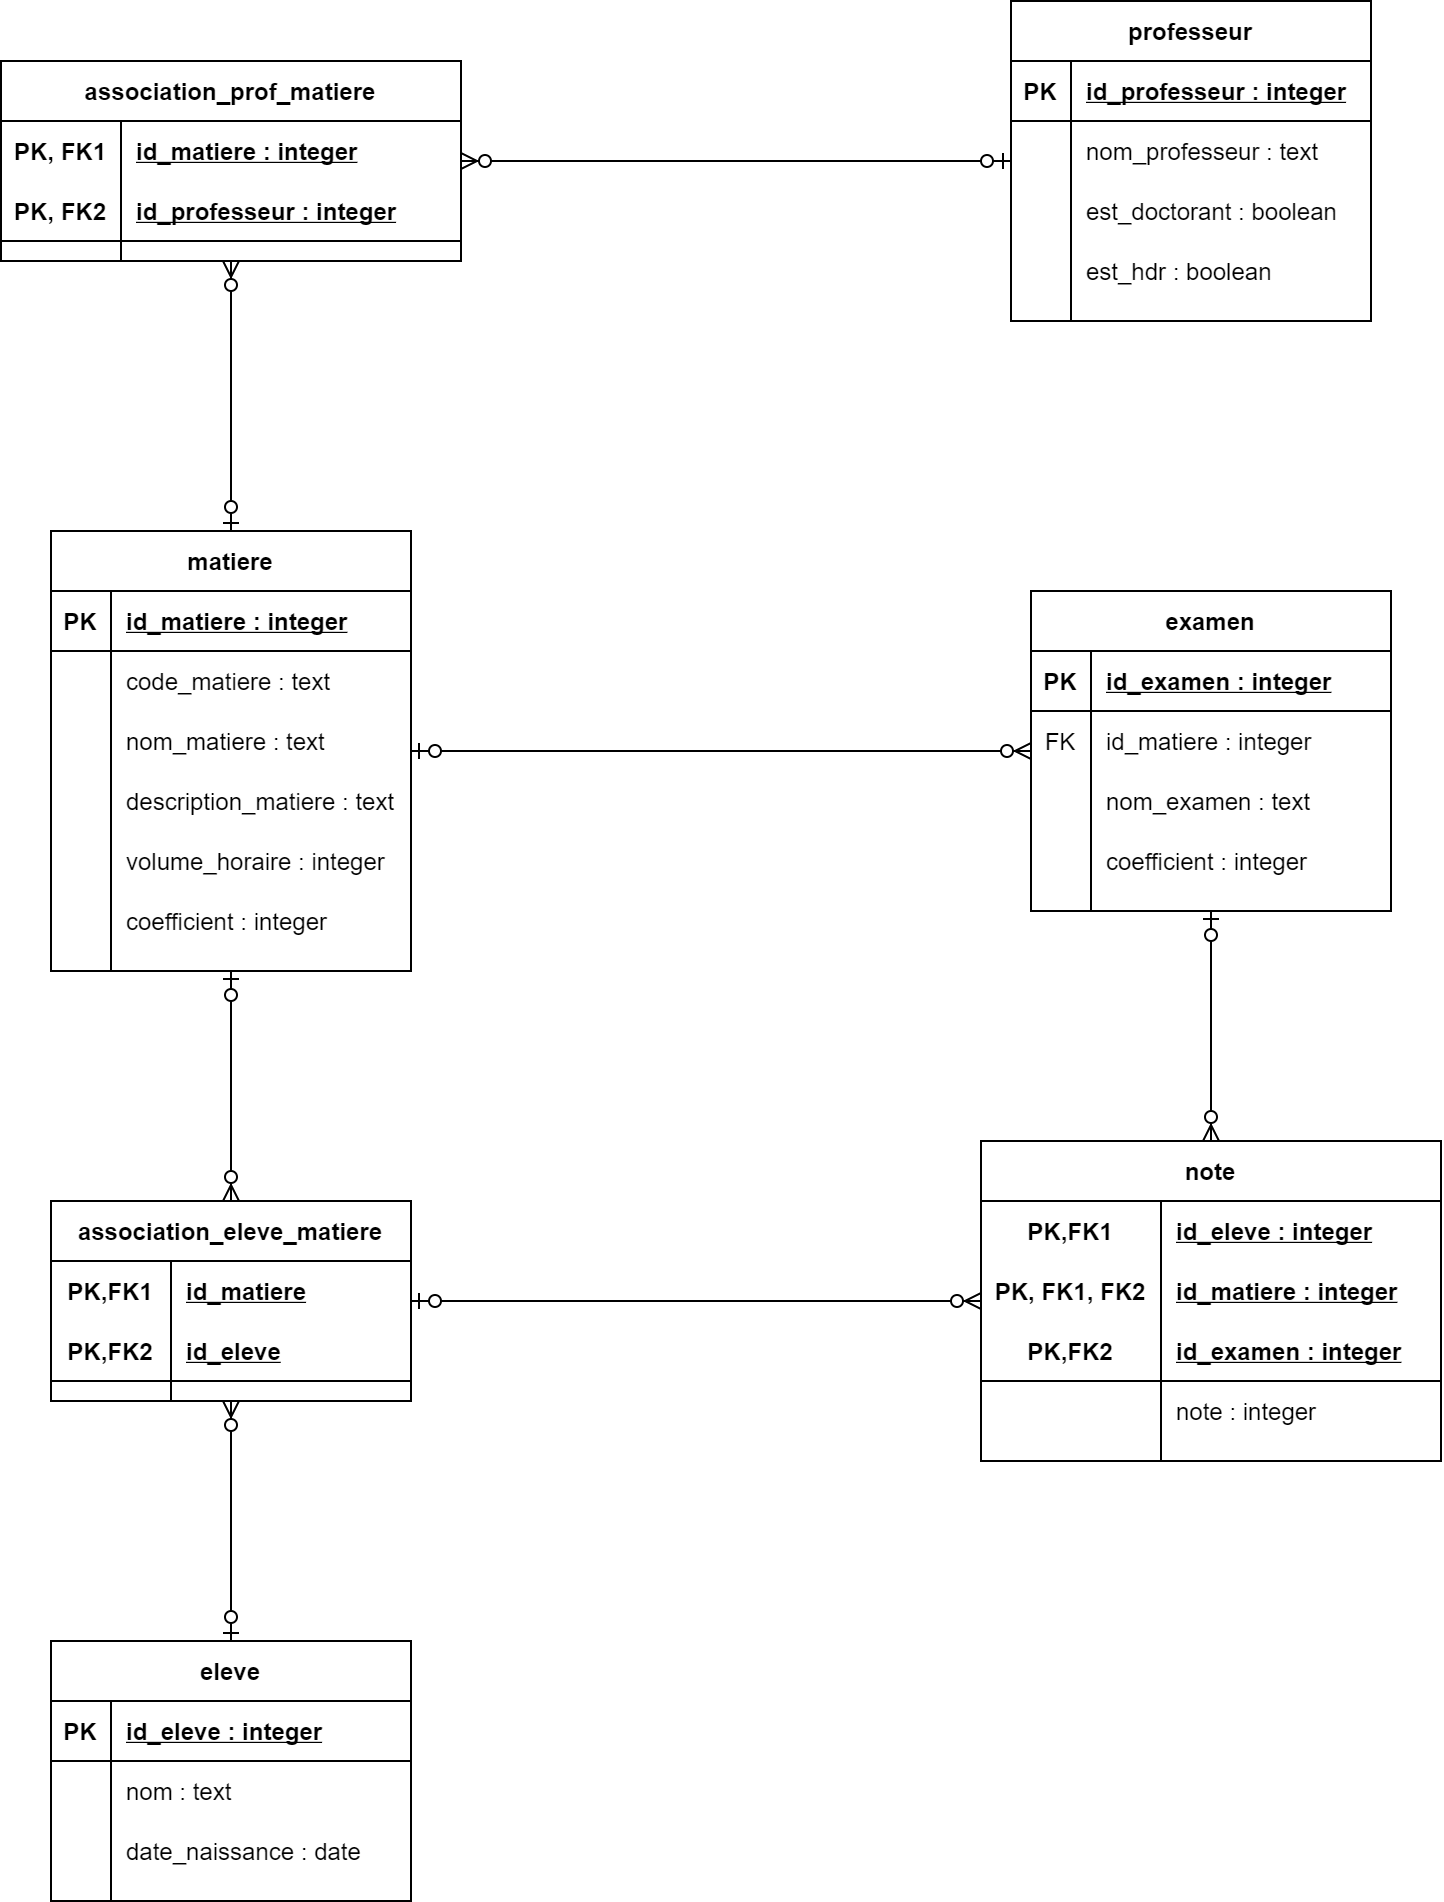 professeur
PK id_professeur : integer
nom_professeur : text
est_doctorant : boolean
est_hdr : boolean
association_prof_matiere
PK, FK1 id_matiere : integer
PK, FK2 id_professeur : integer
matiere
PK id_matiere : integer
code_matiere : text
nom_matiere : text
description_matiere : text
volume_horaire : integer
coefficient : integer
examen
PK id_examen : integer
FK id_matiere : integer
nom_examen : text
coefficient : integer
note
PK,FK1 id_eleve : integer
PK, FK1, FK2 id_matiere : integer
PK,FK2 id_examen : integer
note : integer
association_eleve_matiere
PK,FK1 id_matiere
PK,FK2 id_eleve
eleve
PK id_eleve : integer
nom : text
date_naissance : date